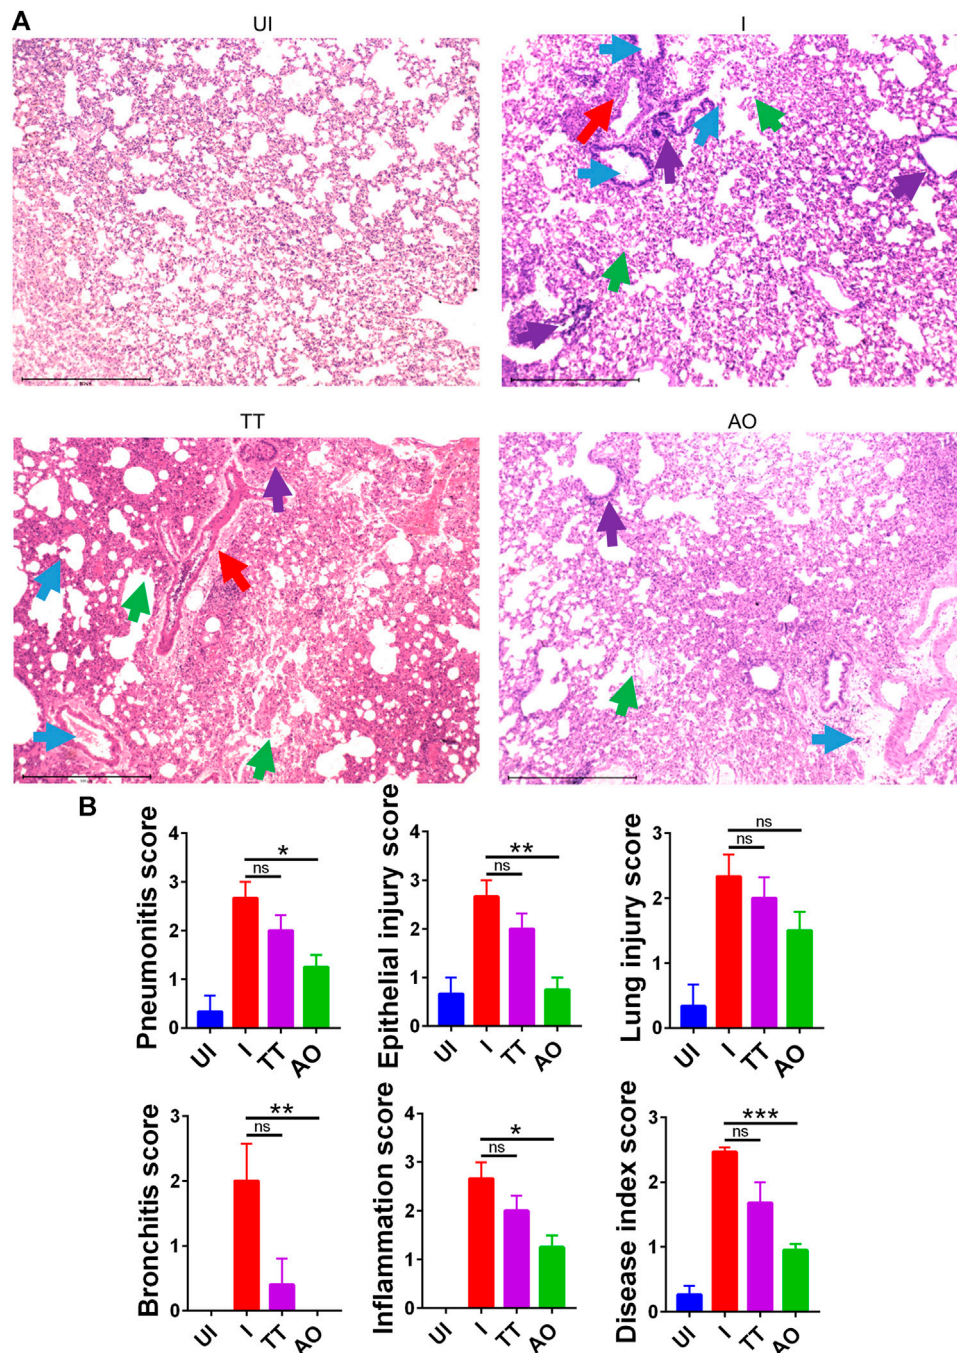 A
UI
I
TT
AO
B
Pneumonitis score
4
3
2
1
0
*
ns
UI
I
TT
AO
Epithelial injury score
4
3
2
1
0
**
ns
UI
I
TT
AO
Lung injury score
3
2
1
0
ns
ns
UI
I
TT
AO
Bronchitis score
3
2
1
0
**
ns
UI
I
TT
AO
Inflammation score
4
3
2
1
0
*
ns
UI
I
TT
AO
Disease index score
3
2
1
0
***
ns
UI
I
TT
AO